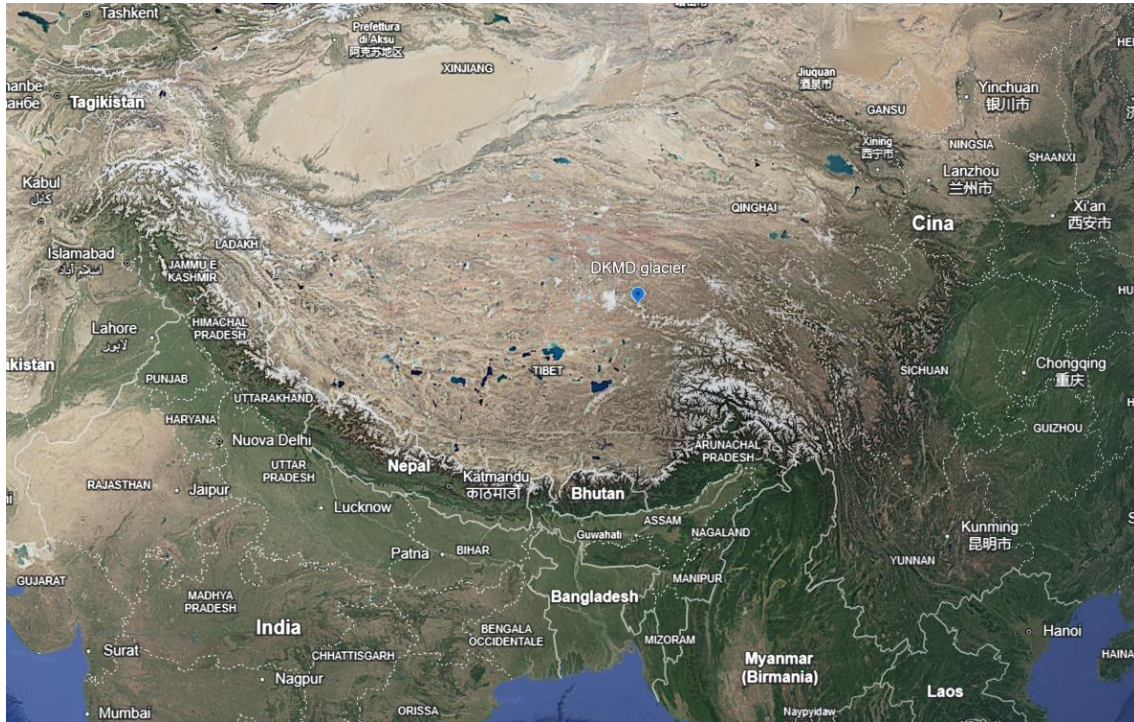 Tashkent
Prefettura
di Aksu
阿克苏地区
XINJIANG
Jiuquan
酒泉市
Yinchuan
银川市
Tagikistan
GANSU
Xining
西宁市
NINGSIA
SHAANXI
Kabul
کابل
Lanzhou
兰州市
QINGHAI
Xi'an
西安市
Cina
LADAKH
Islamabad
اسلام آباد
JAMMU E
KASHMIR
DKMD glacier
Lahore
لاہور
HIMACHAL
PRADESH
Chongqing
重庆
TIBET
SICHUAN
PUNJAB
UTTARAKHAND
HARYANA
GUIZHOU
Nuova Delhi
ARUNACHAL
PRADESH
Nepal
UTTAR
PRADESH
Katmandu
काठमाडौं
Bhutan
RAJASTHAN
Jaipur
Lucknow
ASSAM
Guwahati
NAGALAND
Kunming
昆明市
Patna
BIHAR
YUNNAN
GUJARAT
MANIPUR
MADHYA
PRADESH
Bangladesh
India
BENGALA
OCCIDENTALE
MIZORAM
Hanoi
Surat
CHHATTISGARH
Myanmar
(Birmania)
Nagpur
Laos
Mumbai
ORISSA
Naypyidaw